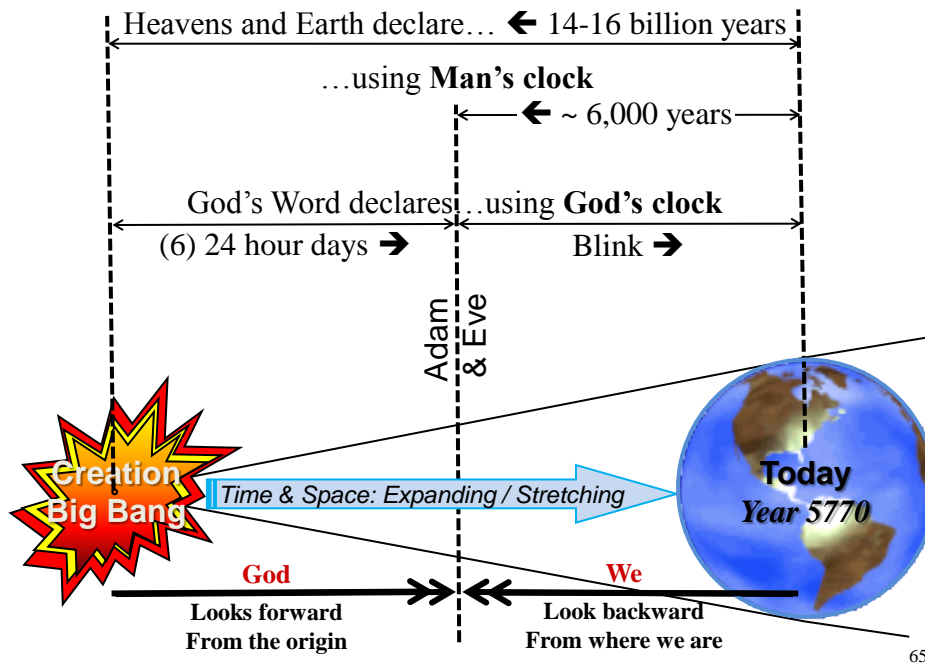 Heavens and Earth declare… 🡸 14-16 billion years
…using Man's clock
🡸 ~ 6,000 years
God's Word declares…using God's clock
(6) 24 hour days 🡺
Blink 🡺
Adam
& Eve
Creation
Big Bang
Time & Space: Expanding / Stretching
Today
Year 5770
God
We
Looks forward
From the origin
Look backward
From where we are
65